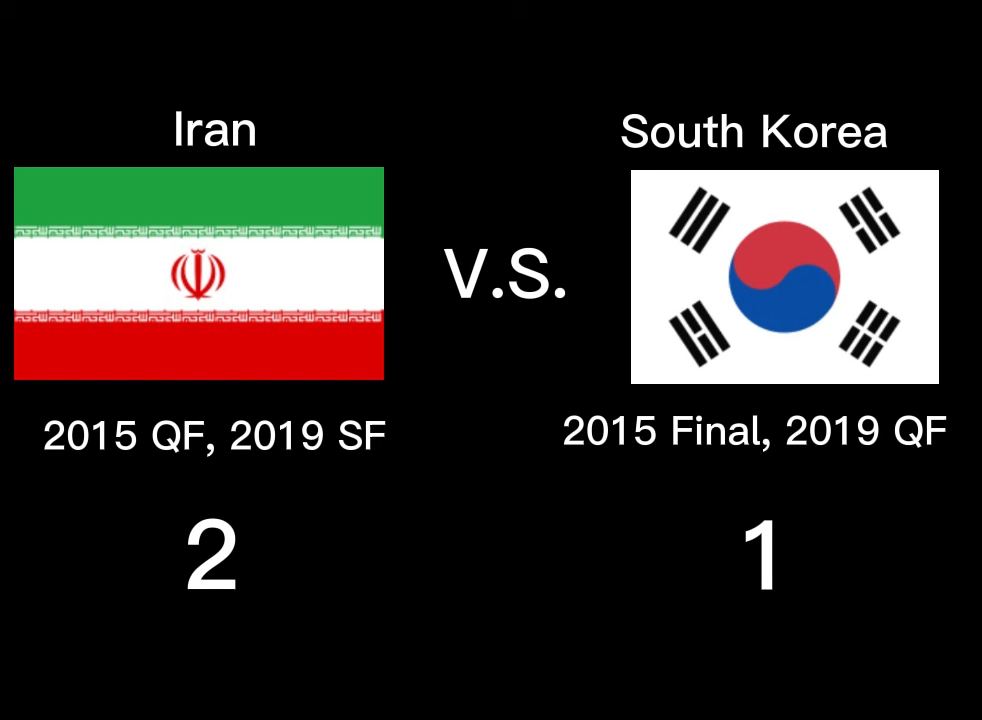 Iran
South Korea
V.S.
2015 QF, 2019 SF
2015 Final, 2019 QF
2
1